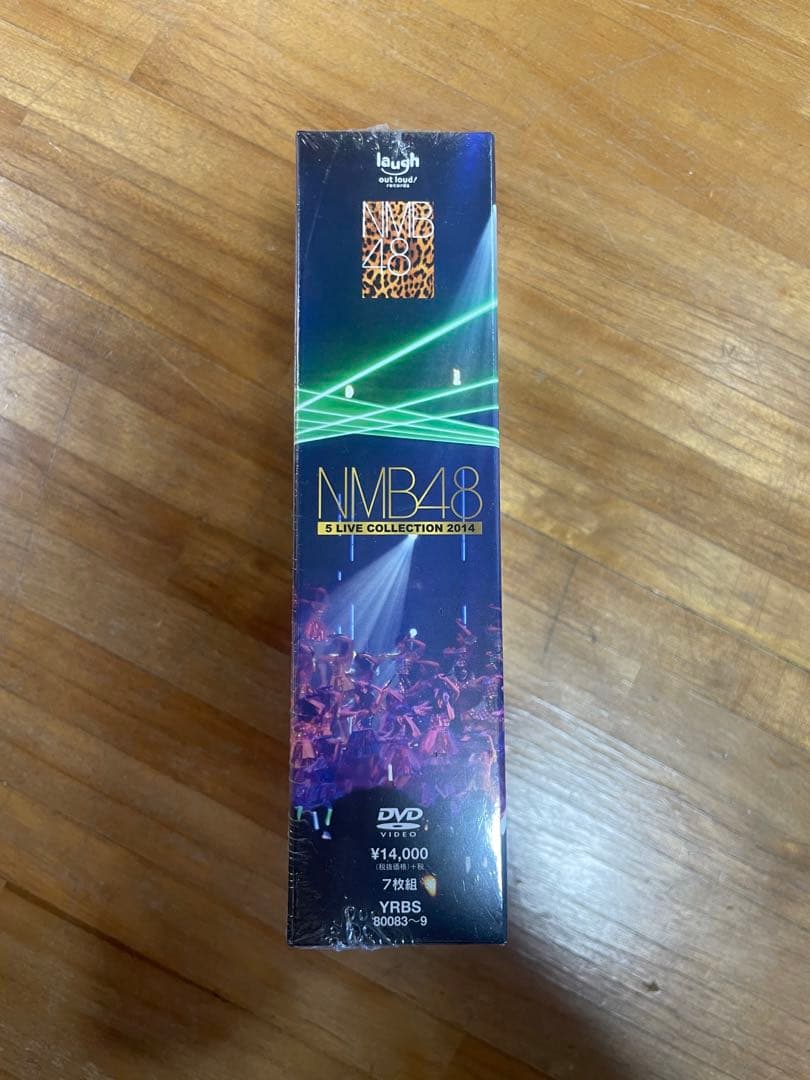 laugh
out loud!
records
NMB
48
NMB48
5 LIVE COLLECTION 2014
DVD
VIDEO
¥14,000
(税抜価格)+税
7枚組
YRBS
80083〜9